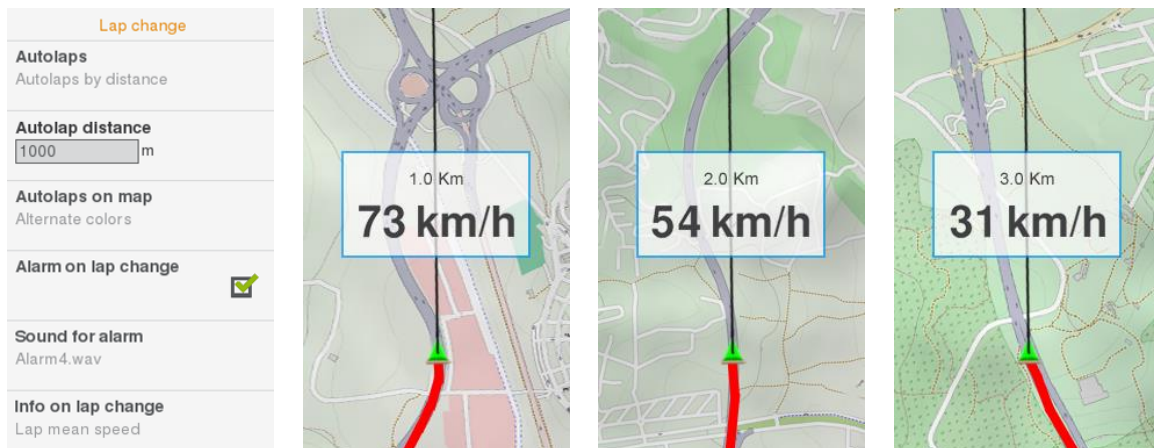 Lap change
Autolaps
Autolaps by distance
Autolap distance
1000 m
Autolaps on map
Alternate colors
Alarm on lap change
Sound for alarm
Alarm4.wav
Info on lap change
Lap mean speed
1.0 Km
73 km/h
2.0 Km
54 km/h
3.0 Km
31 km/h